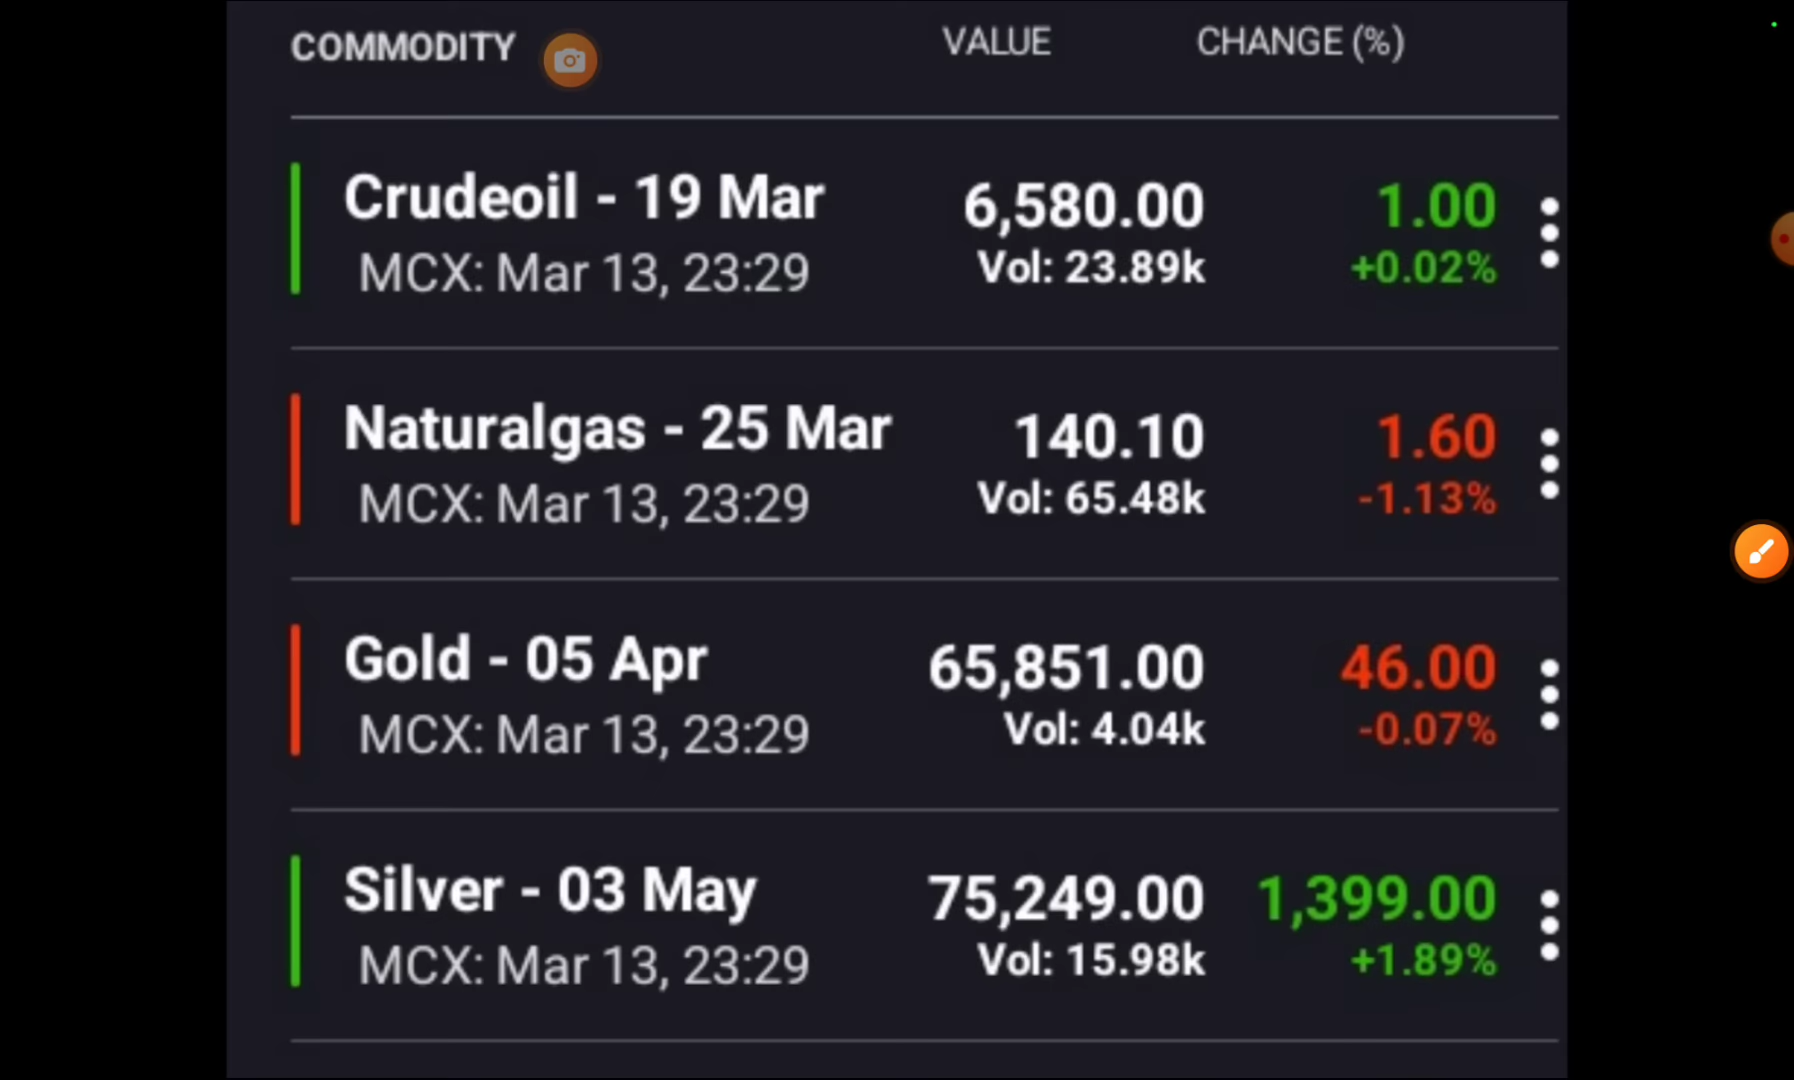 COMMODITY VALUE CHANGE (%)
Crudeoil - 19 Mar 6,580.00 1.00
MCX: Mar 13, 23:29 Vol: 23.89k +0.02%
Naturalgas - 25 Mar 140.10 1.60
MCX: Mar 13, 23:29 Vol: 65.48k -1.13%
Gold - 05 Apr 65,851.00 46.00
MCX: Mar 13, 23:29 Vol: 4.04k -0.07%
Silver - 03 May 75,249.00 1,399.00
MCX: Mar 13, 23:29 Vol: 15.98k +1.89%